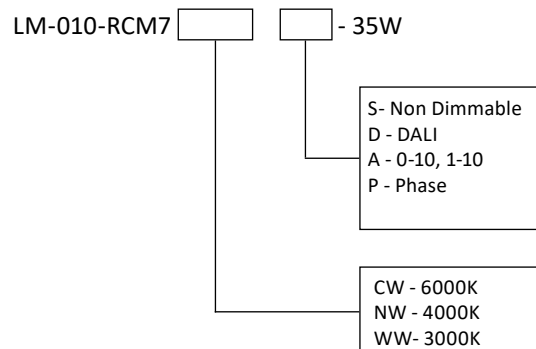 LM-010-RCM7 - 35W
S- Non Dimmable
D - DALI
A - 0-10, 1-10
P - Phase
CW - 6000K
NW - 4000K
WW- 3000K